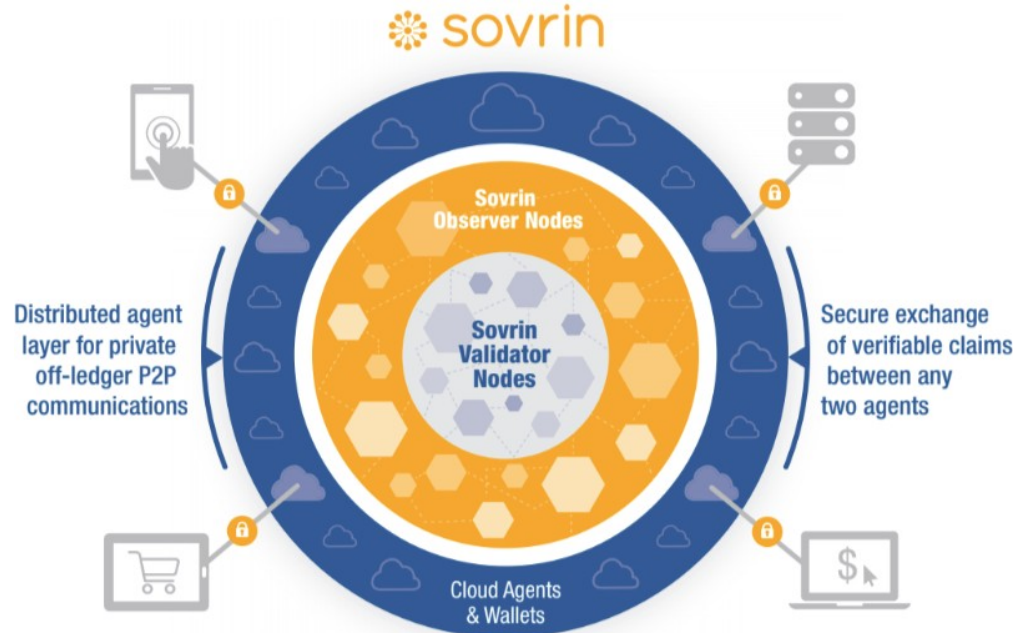 sovrin
Sovrin
Observer Nodes
Sovrin
Validator
Nodes
Distributed agent
layer for private
off-ledger P2P
communications
Secure exchange
of verifiable claims
between any
two agents
$
Cloud Agents
& Wallets